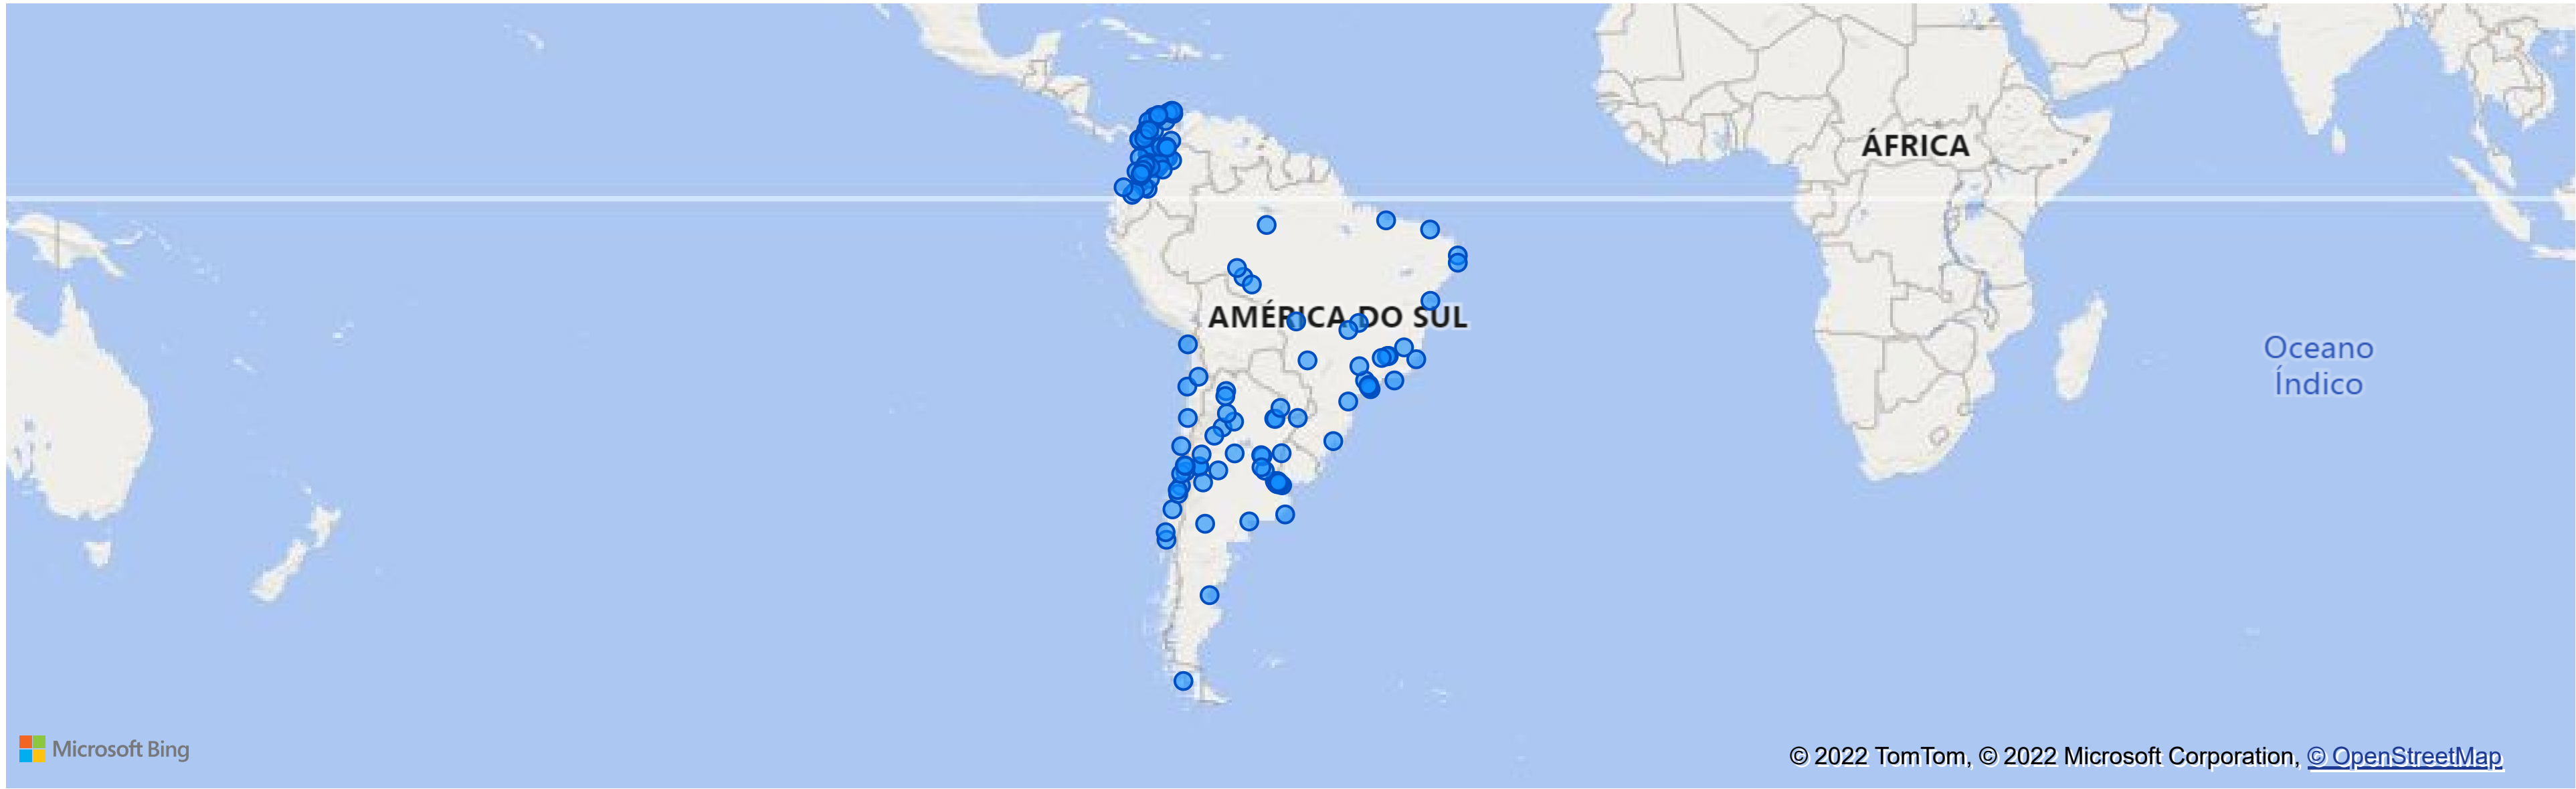 ÁFRICA
AMÉRICA DO SUL
Oceano
Índico
Microsoft Bing
© 2022 TomTom, © 2022 Microsoft Corporation, © OpenStreetMap